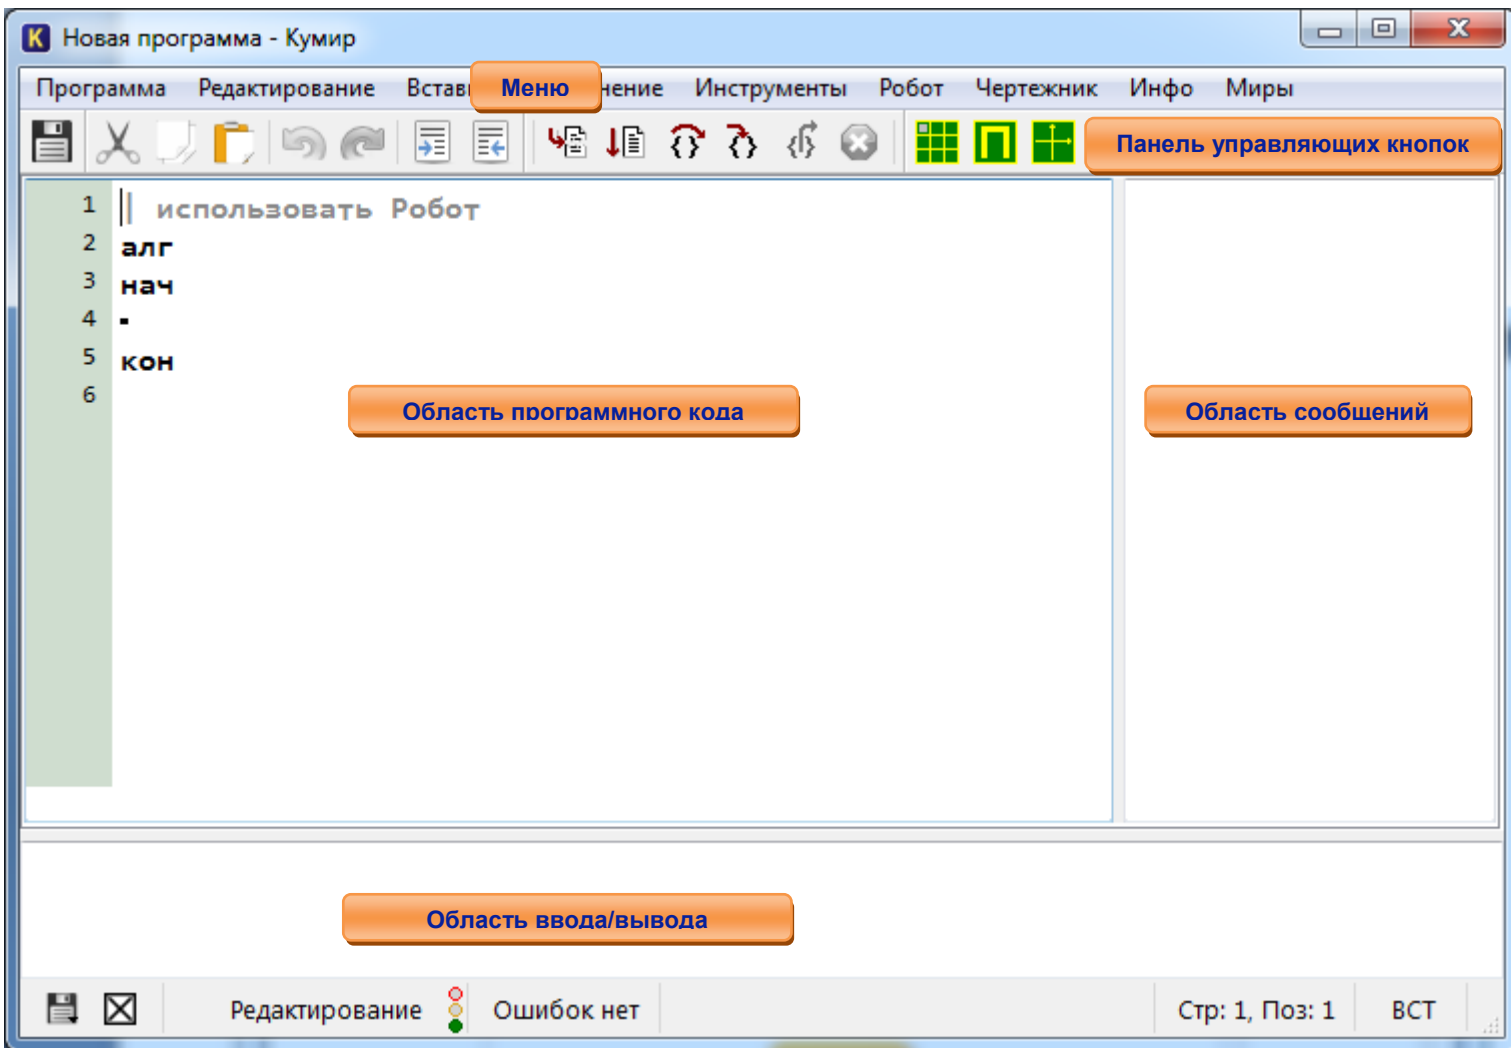 Новая программа - Кумир
Программа Редактирование Встав Меню нение Инструменты Робот Чертежник Инфо Миры
Панель управляющих кнопок
1 | использовать Робот
2 алг
3 нач
4 .
5 кон
6
Область программного кода
Область сообщений
Область ввода/вывода
Редактирование Ошибок нет Стр: 1, Поз: 1 ВСТ